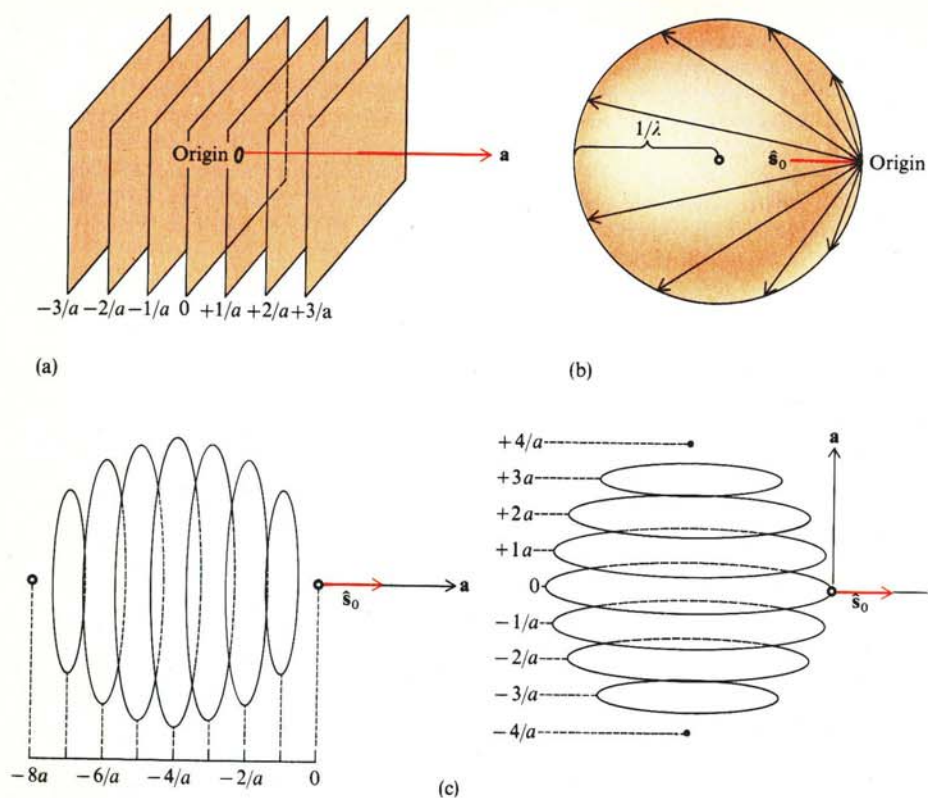 Origin
a
−3/a −2/a −1/a 0 +1/a +2/a +3/a
(a)
1/λ
ŝ₀
Origin
(b)
ŝ₀
a
−8a −6/a −4/a −2/a 0
+4/a
+3a
+2a
+1a
0
−1/a
−2/a
−3/a
−4/a
a
ŝ₀
(c)